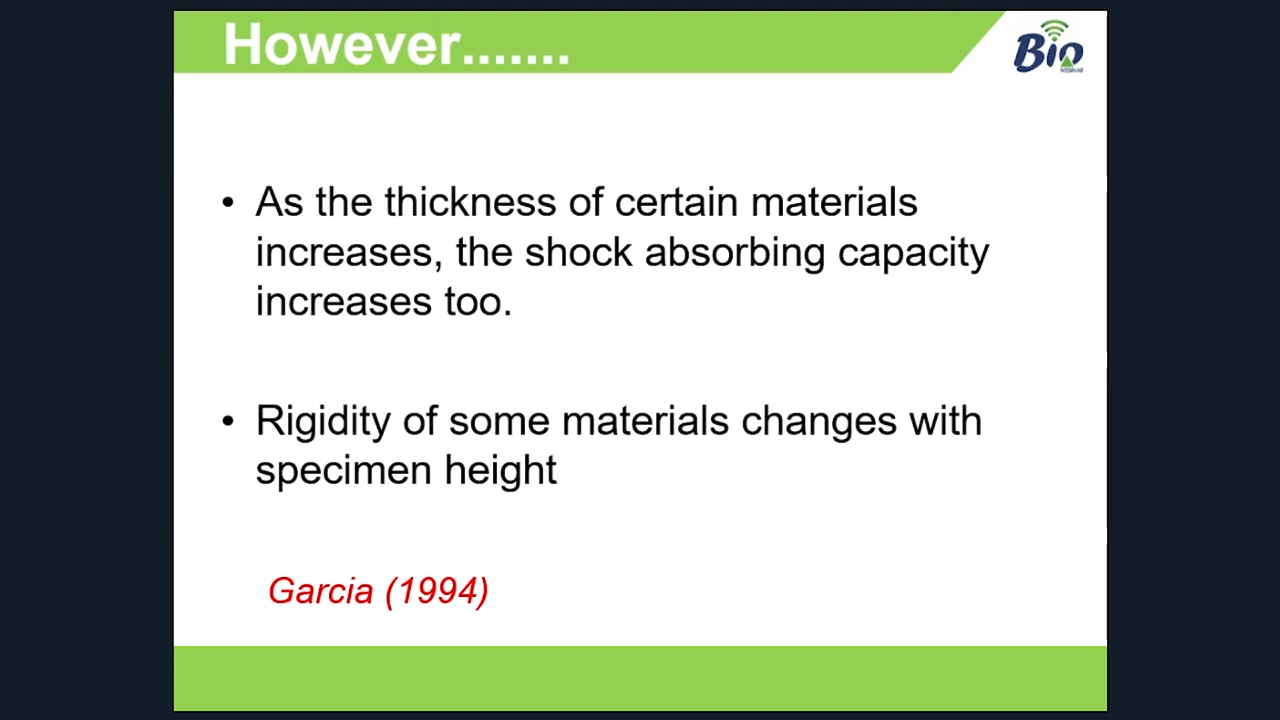 However.......
Bio
WEBINAR
• As the thickness of certain materials
increases, the shock absorbing capacity
increases too.
• Rigidity of some materials changes with
specimen height
Garcia (1994)